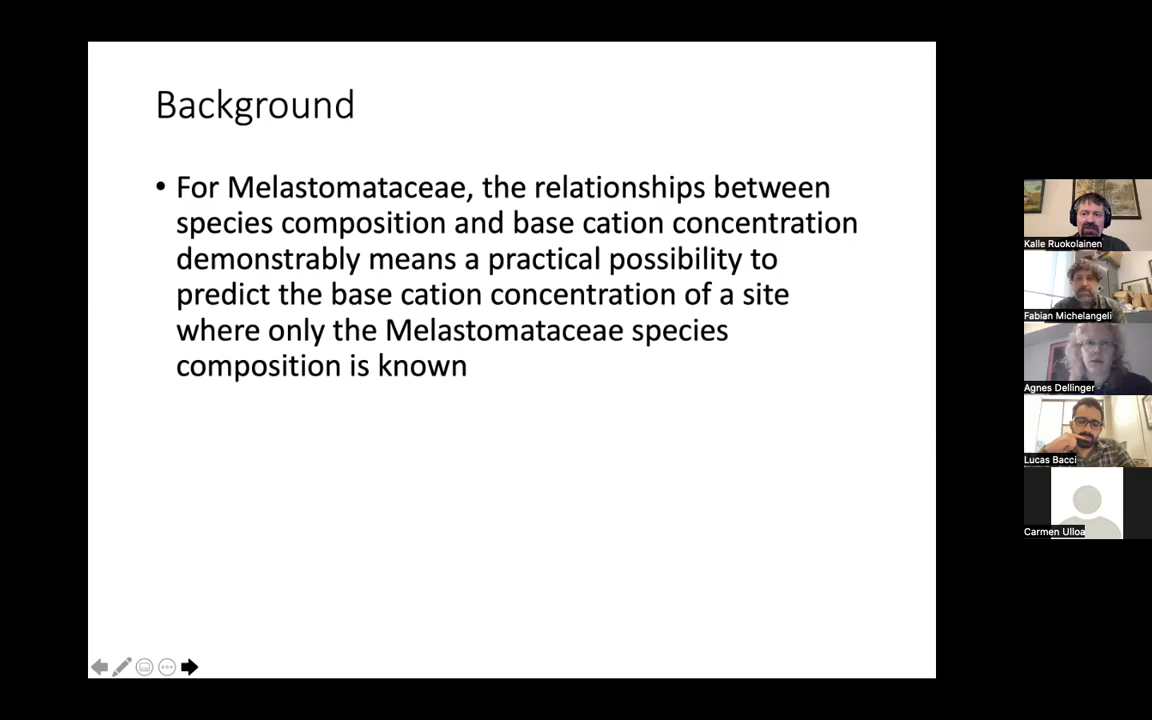 Background
• For Melastomataceae, the relationships between
species composition and base cation concentration
demonstrably means a practical possibility to
predict the base cation concentration of a site
where only the Melastomataceae species
composition is known
Kalle Ruokolainen
Fabian Michelangeli
Agnes Dellinger
Lucas Bacci
Carmen Ulloa